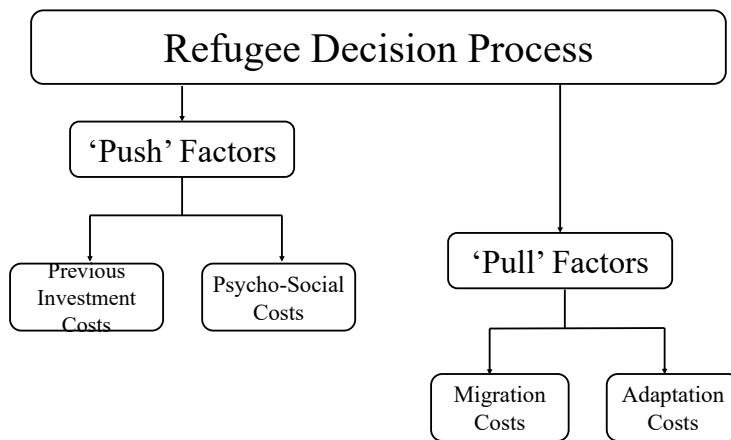 Refugee Decision Process
‘Push’ Factors
Previous
Investment
Costs
Psycho-Social
Costs
‘Pull’ Factors
Migration
Costs
Adaptation
Costs